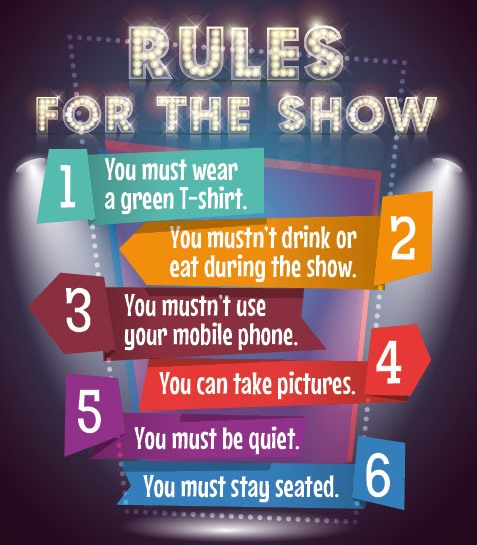 RULES
FOR THE SHOW
1
You must wear
a green T-shirt.
2
You mustn't drink or
eat during the show.
3
You mustn't use
your mobile phone.
4
You can take pictures.
5
You must be quiet.
6
You must stay seated.